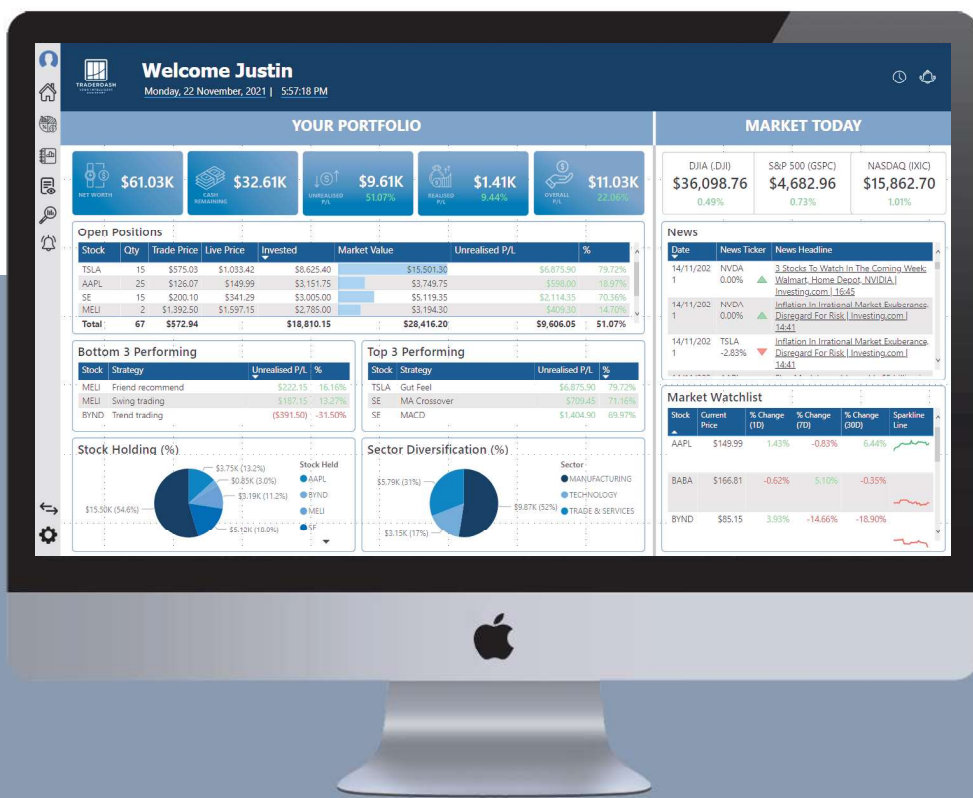 TRADERDASH
Welcome Justin
Monday, 22 November, 2021 | 5:57:18 PM
YOUR PORTFOLIO
MARKET TODAY
$61.03K
NET WORTH
$32.61K
CASH
REMAINING
$9.61K
UNREALISED
P/L
51.07%
$1.41K
REALISED
P/L
9.44%
$11.03K
OVERALL
P/L
22.06%
DJIA (.DJI)
$36,098.76
0.49%
S&P 500 (GSPC)
$4,682.96
0.73%
NASDAQ (IXIC)
$15,862.70
1.01%
Open Positions
Stock Qty Trade Price Live Price Invested Market Value Unrealised P/L %
TSLA 15 $575.03 $1,033.42 $8,625.40 $15,501.30 $6,875.90 79.72%
AAPL 25 $126.07 $149.99 $3,151.75 $3,749.75 $598.00 18.97%
SE 15 $200.10 $341.29 $3,005.00 $5,119.35 $2,114.35 70.36%
MELI 2 $1,392.50 $1,597.15 $2,785.00 $3,194.30 $409.30 14.70%
Total 67 $572.94 $18,810.15 $28,416.20 $9,606.05 51.07%
News
Date News Ticker News Headline
14/11/202 NVDA 3 Stocks To Watch In The Coming Week:
1 0.00% Walmart, Home Depot, NVIDIA |
Investing.com | 16:45
14/11/202 NVDA Inflation In Irrational Market Exuberance,
1 0.00% Disregard For Risk | Investing.com |
14:41
14/11/202 TSLA Inflation In Irrational Market Exuberance,
1 -2.83% Disregard For Risk | Investing.com |
14:41
Bottom 3 Performing
Stock Strategy Unrealised P/L %
MELI Friend recommend $222.15 16.16%
MELI Swing trading $187.15 13.27%
BYND Trend trading ($391.50) -31.50%
Top 3 Performing
Stock Strategy Unrealised P/L %
TSLA Gut Feel $6,875.90 79.72%
SE MA Crossover $709.45 71.16%
SE MACD $1,404.90 69.97%
Market Watchlist
Stock Current Price % Change (1D) % Change (7D) % Change (30D) Sparkline Line
AAPL $149.99 1.43% -0.83% 6.44%
BABA $166.81 -0.62% 5.10% -0.35%
BYND $85.15 3.93% -14.66% -18.90%
Stock Holding (%)
$3.75K (13.2%)
$0.85K (3.0%)
$3.19K (11.2%)
$15.50K (54.6%)
$5.12K (18.0%)
Stock Held
AAPL
BYND
MELI
SE
Sector Diversification (%)
$5.79K (31%)
$9.87K (52%)
$3.15K (17%)
Sector
MANUFACTURING
TECHNOLOGY
TRADE & SERVICES